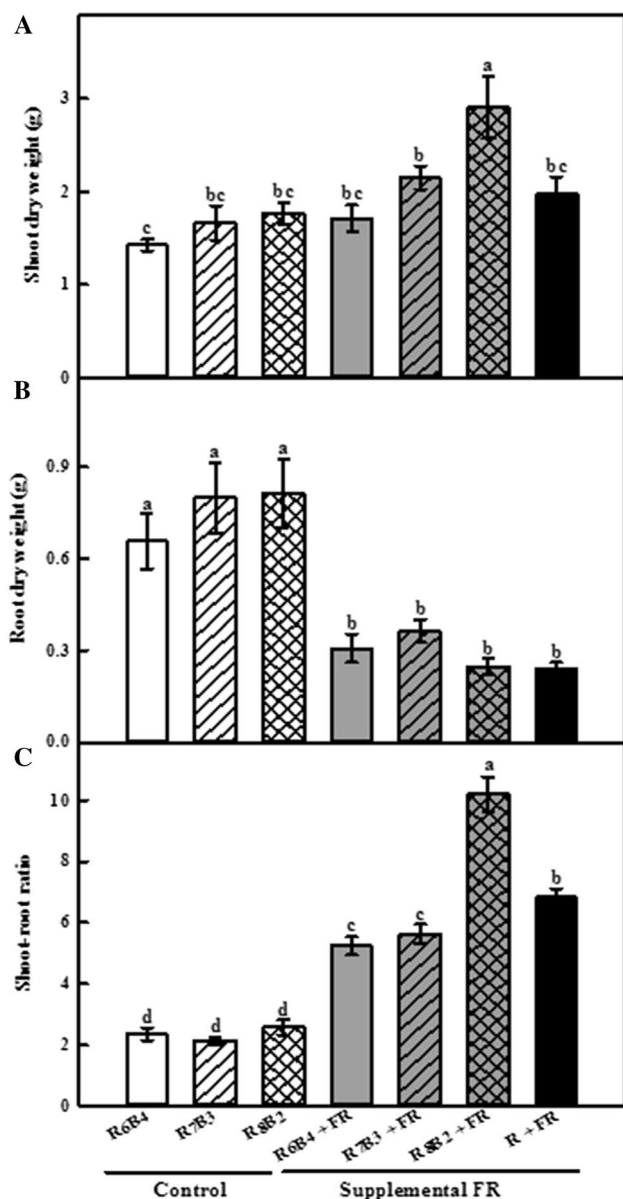 A
Shoot dry weight (g)
3
2
1
0
c
bc
bc
bc
b
a
bc
B
Root dry weight (g)
0.9
0.6
0.3
0.0
a
a
a
b
b
b
b
C
Shoot-root ratio
10
8
6
4
2
0
d
d
d
c
c
a
b
R6B4
R7B3
R8B2
R6B4 + FR
R7B3 + FR
R8B2 + FR
R + FR
Control
Supplemental FR